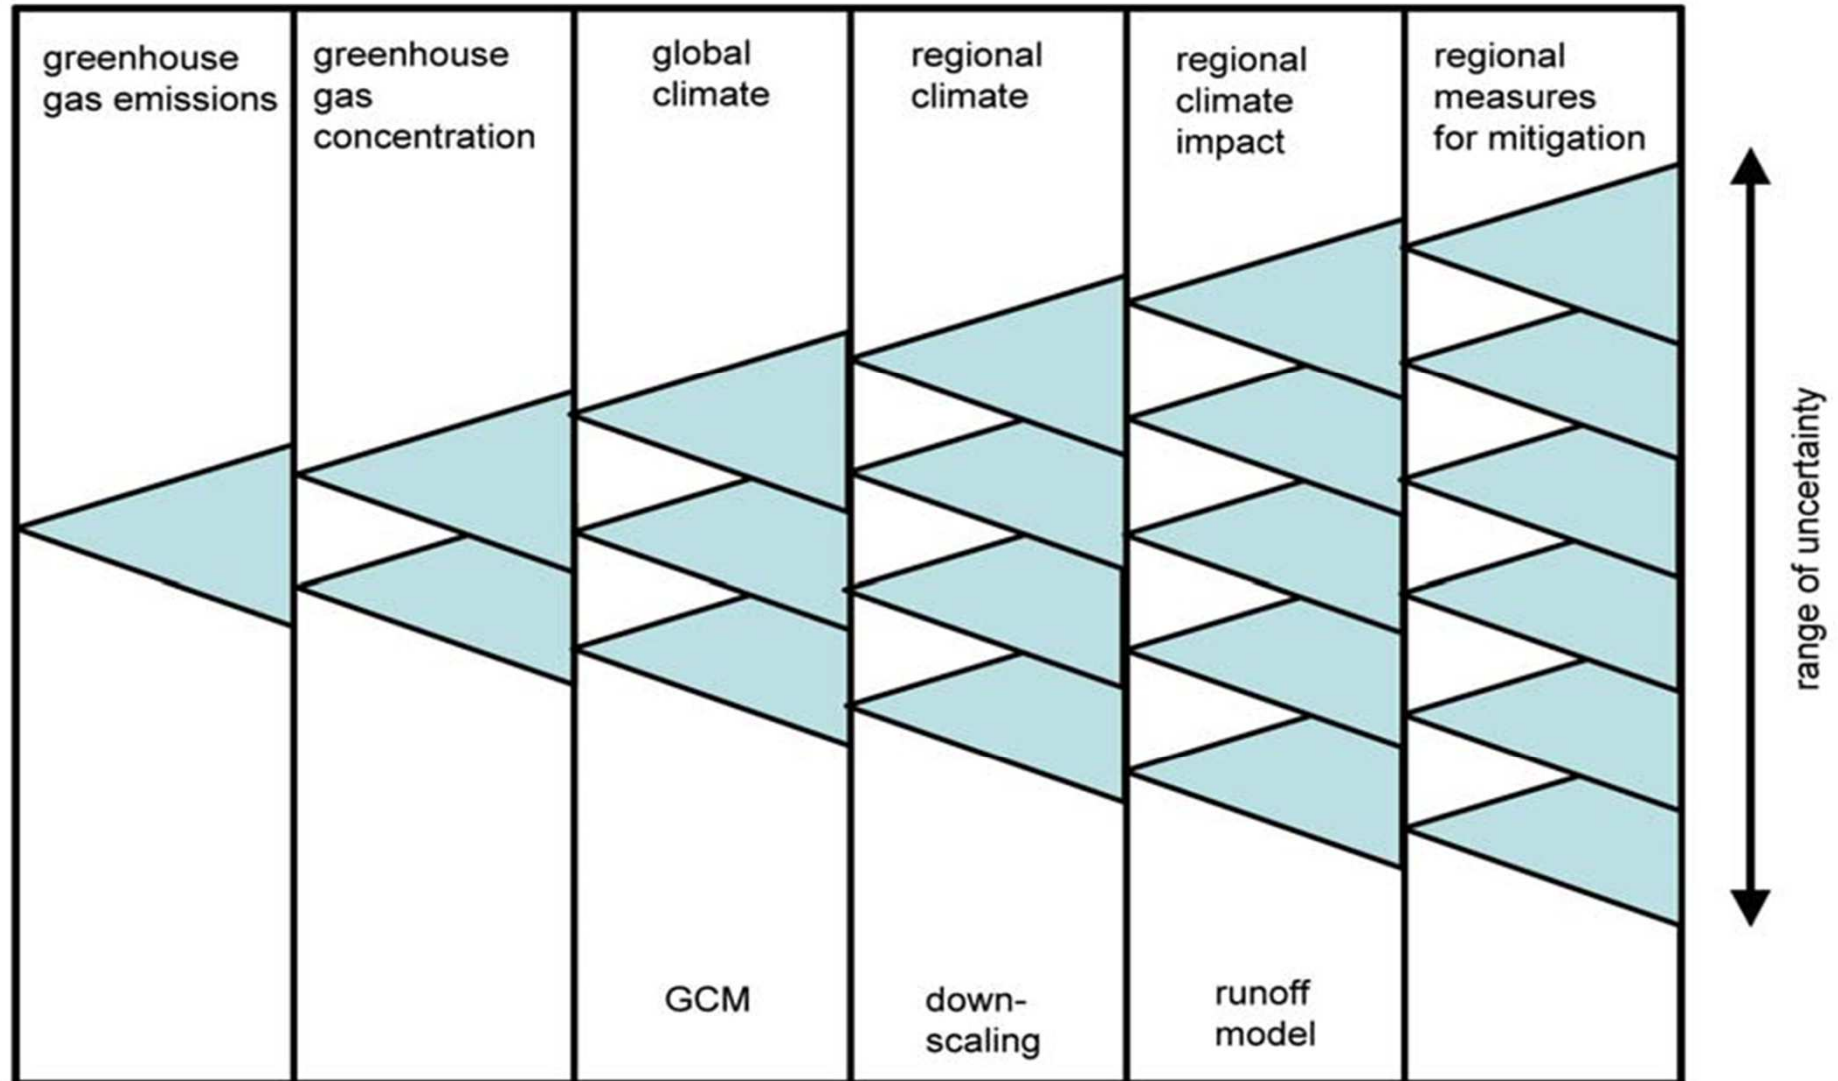 greenhouse
gas emissions
greenhouse
gas
concentration
global
climate
regional
climate
regional
climate
impact
regional
measures
for mitigation
range of uncertainty
GCM
down-
scaling
runoff
model